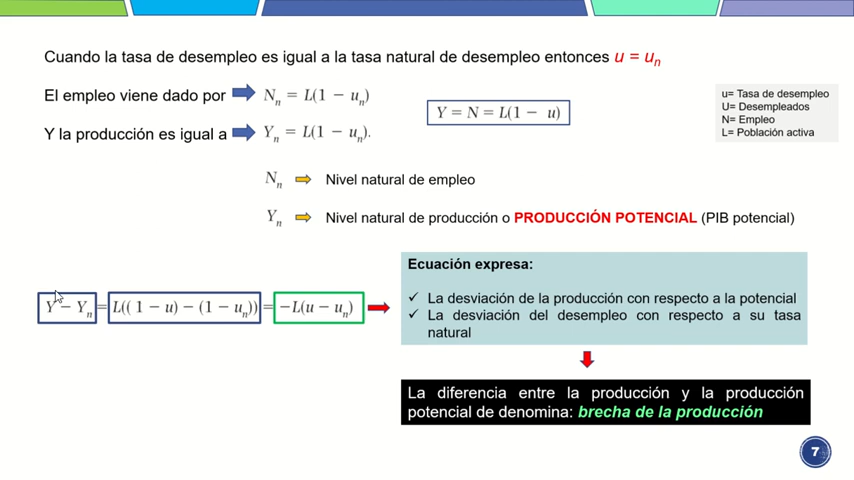 Cuando la tasa de desempleo es igual a la tasa natural de desempleo entonces u = uₙ
El empleo viene dado por Nₙ = L(1 − uₙ)
Y = N = L(1 − u)
Y la producción es igual a Yₙ = L(1 − uₙ).
u= Tasa de desempleo
U= Desempleados
N= Empleo
L= Población activa
Nₙ Nivel natural de empleo
Yₙ Nivel natural de producción o PRODUCCIÓN POTENCIAL (PIB potencial)
Y − Yₙ = L(( 1 − u) − (1 − uₙ)) = −L(u − uₙ)
Ecuación expresa:
✓ La desviación de la producción con respecto a la potencial
✓ La desviación del desempleo con respecto a su tasa
natural
La diferencia entre la producción y la producción
potencial de denomina: brecha de la producción
7